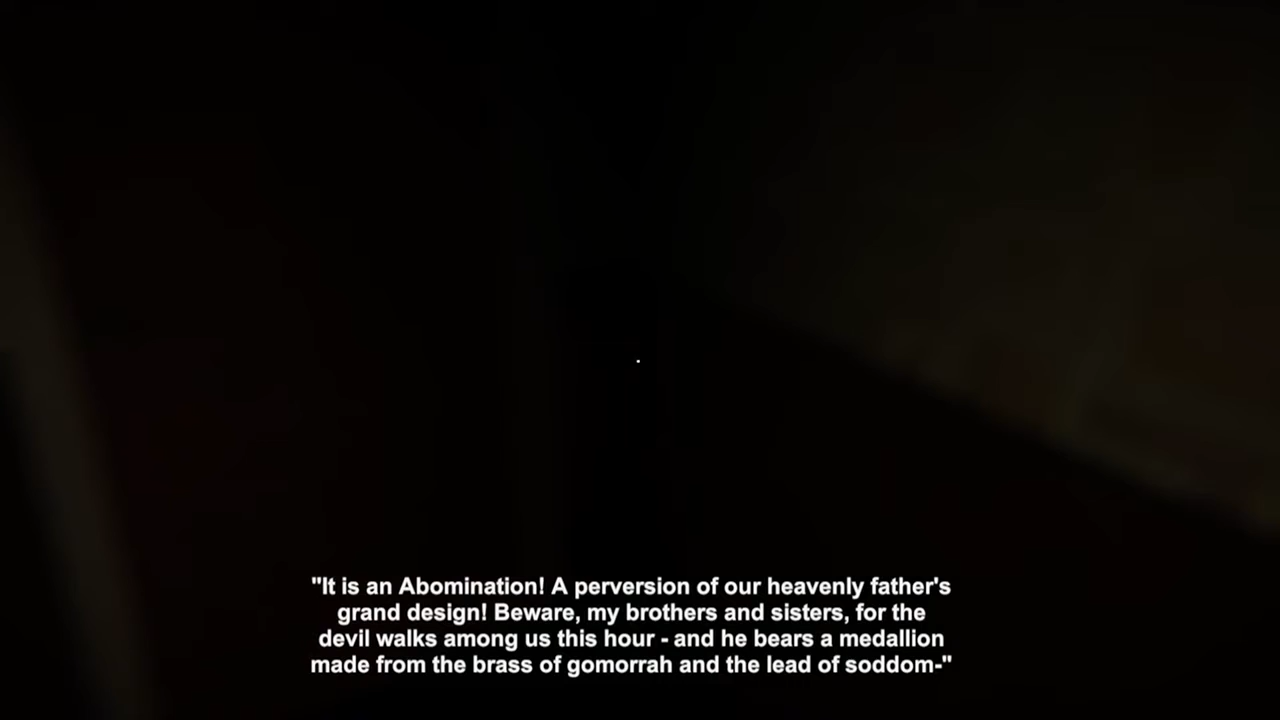 "It is an Abomination! A perversion of our heavenly father's
grand design! Beware, my brothers and sisters, for the
devil walks among us this hour - and he bears a medallion
made from the brass of gomorrah and the lead of soddom-"